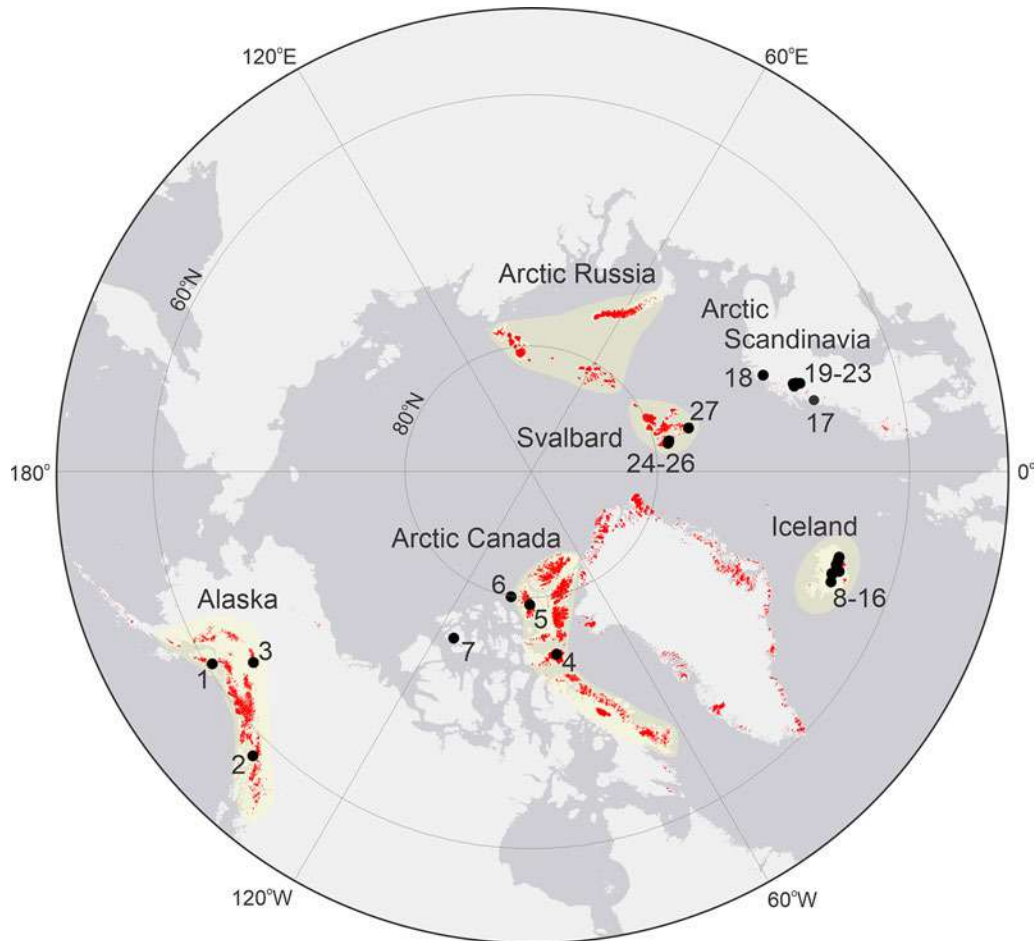 120°E
60°E
60°N
Arctic Russia
Arctic
Scandinavia
18
19-23
17
80°N
27
Svalbard
24-26
180°
0°
Iceland
Arctic Canada
6
5
8-16
Alaska
7
3
4
1
2
120°W
60°W